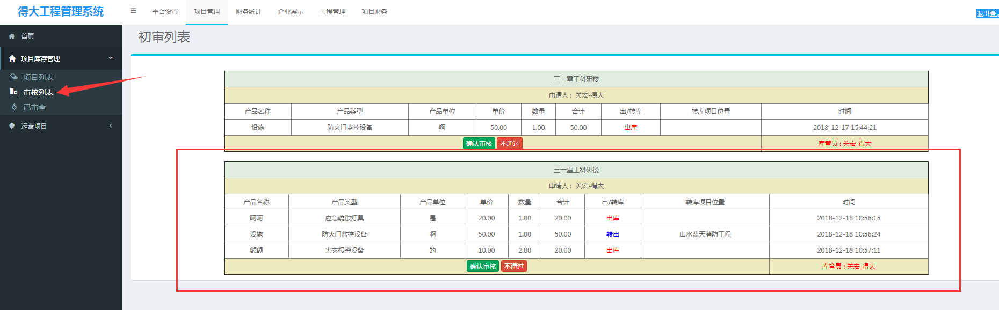 得大工程管理系统
平台设置 项目管理 财务统计 企业展示 工程管理 项目财务
退出登录
首页
项目库存管理
项目列表
审核列表
已审查
运营项目
初审列表
三一重工科研楼
申请人： 关宏-得大
产品名称 产品类型 产品单位 单价 数量 合计 出/转库 转库项目位置 时间
设施 防火门监控设备 啊 50.00 1.00 50.00 出库 2018-12-17 15:44:21
确认审核 不通过 库管员 : 关宏-得大
三一重工科研楼
申请人： 关宏-得大
产品名称 产品类型 产品单位 单价 数量 合计 出/转库 转库项目位置 时间
呵呵 应急疏散灯具 是 20.00 1.00 20.00 出库 2018-12-18 10:56:15
设施 防火门监控设备 啊 50.00 1.00 50.00 转出 山水蓝天消防工程 2018-12-18 10:56:24
额额 火灾报警设备 的 10.00 2.00 20.00 出库 2018-12-18 10:57:11
确认审核 不通过 库管员 : 关宏-得大